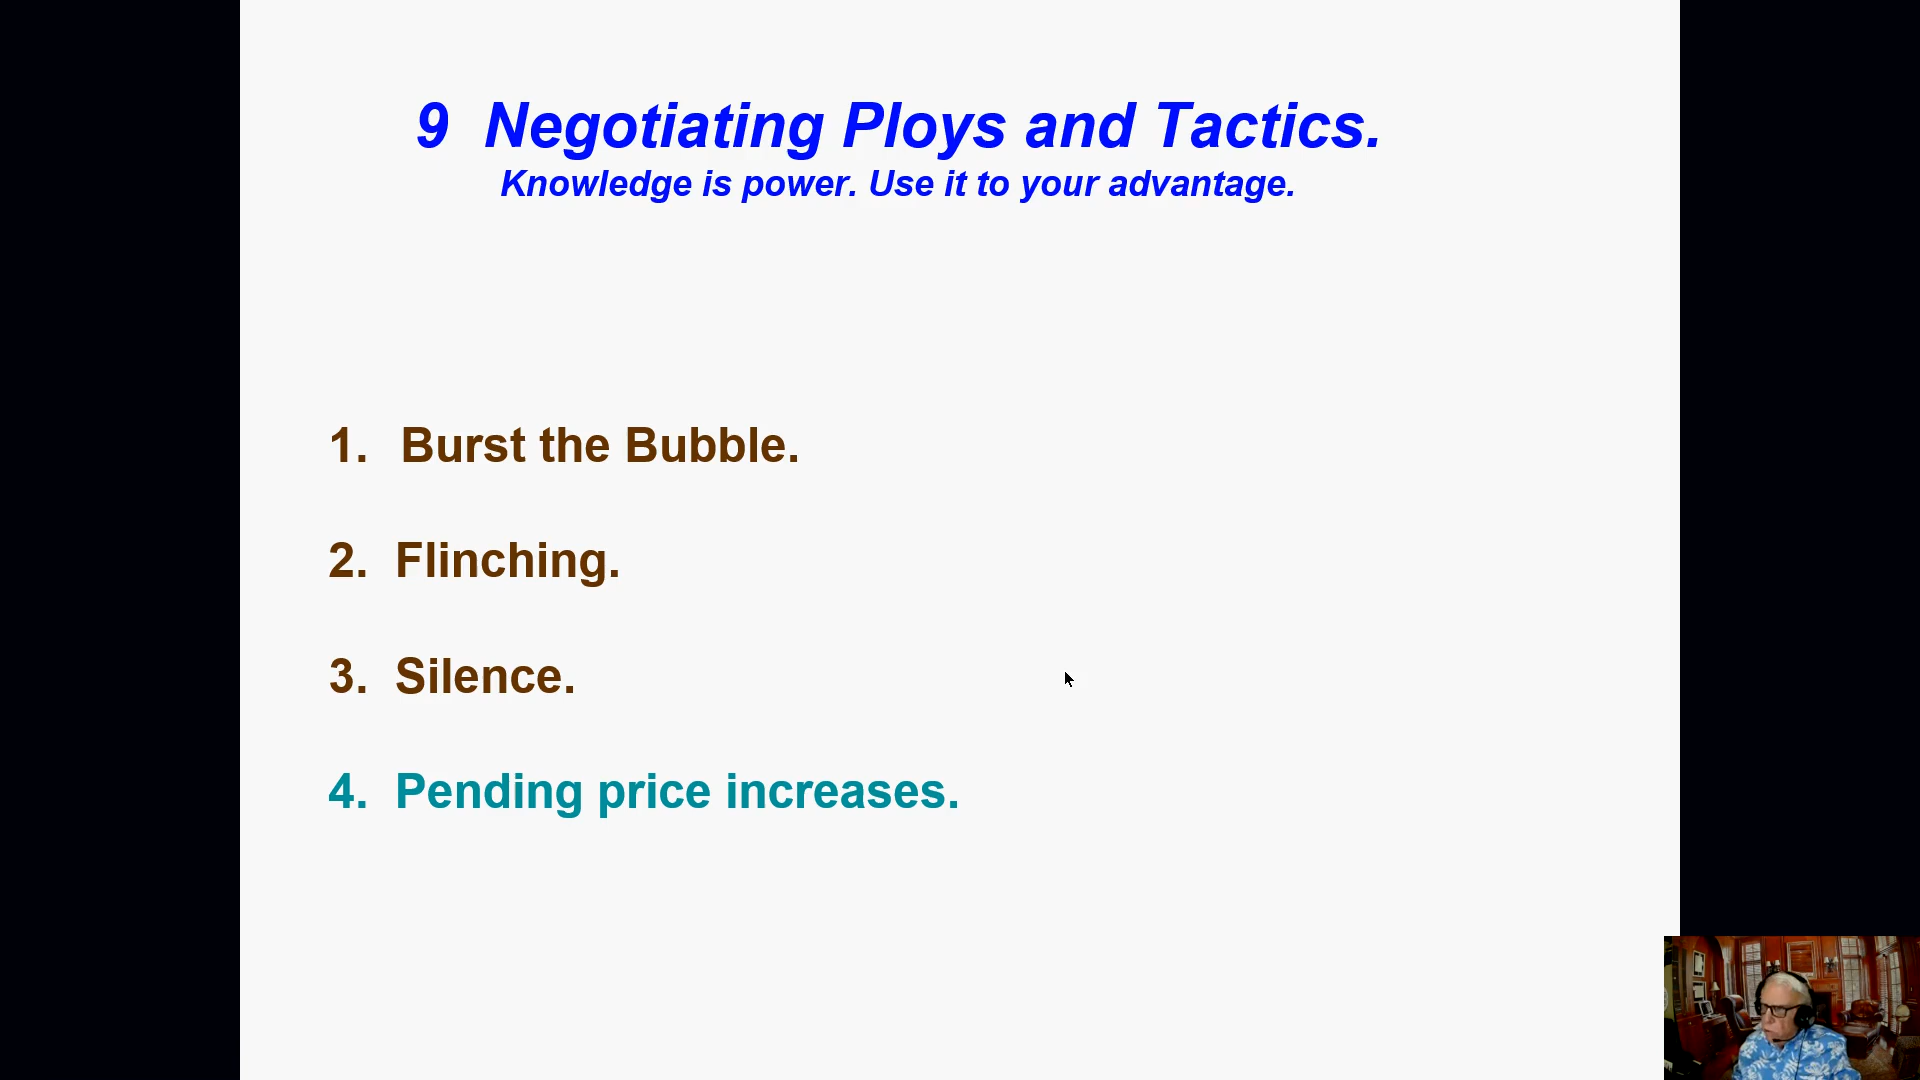 9 Negotiating Ploys and Tactics.
Knowledge is power. Use it to your advantage.
1. Burst the Bubble.
2. Flinching.
3. Silence.
4. Pending price increases.